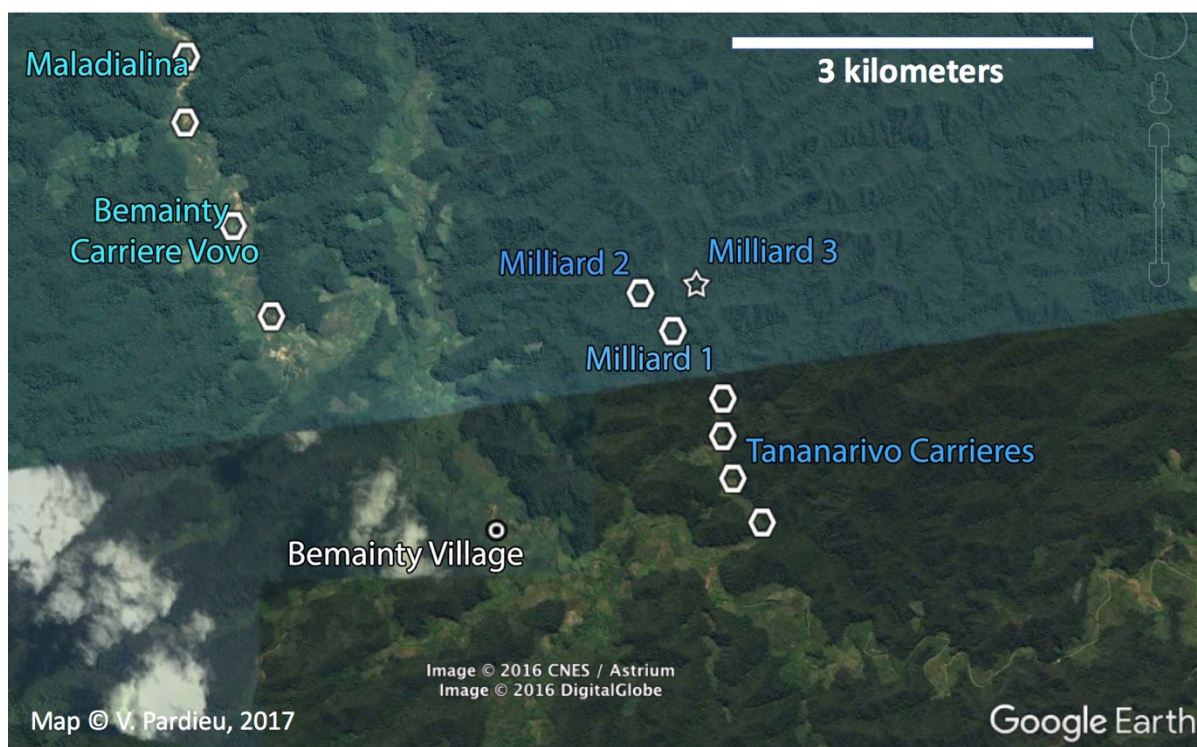 Maladialina
3 kilometers
Bemainty
Carriere Vovo
Milliard 2
Milliard 3
Milliard 1
Tananarivo Carrieres
Bemainty Village
Image © 2016 CNES / Astrium
Image © 2016 DigitalGlobe
Map © V. Pardieu, 2017
Google Earth